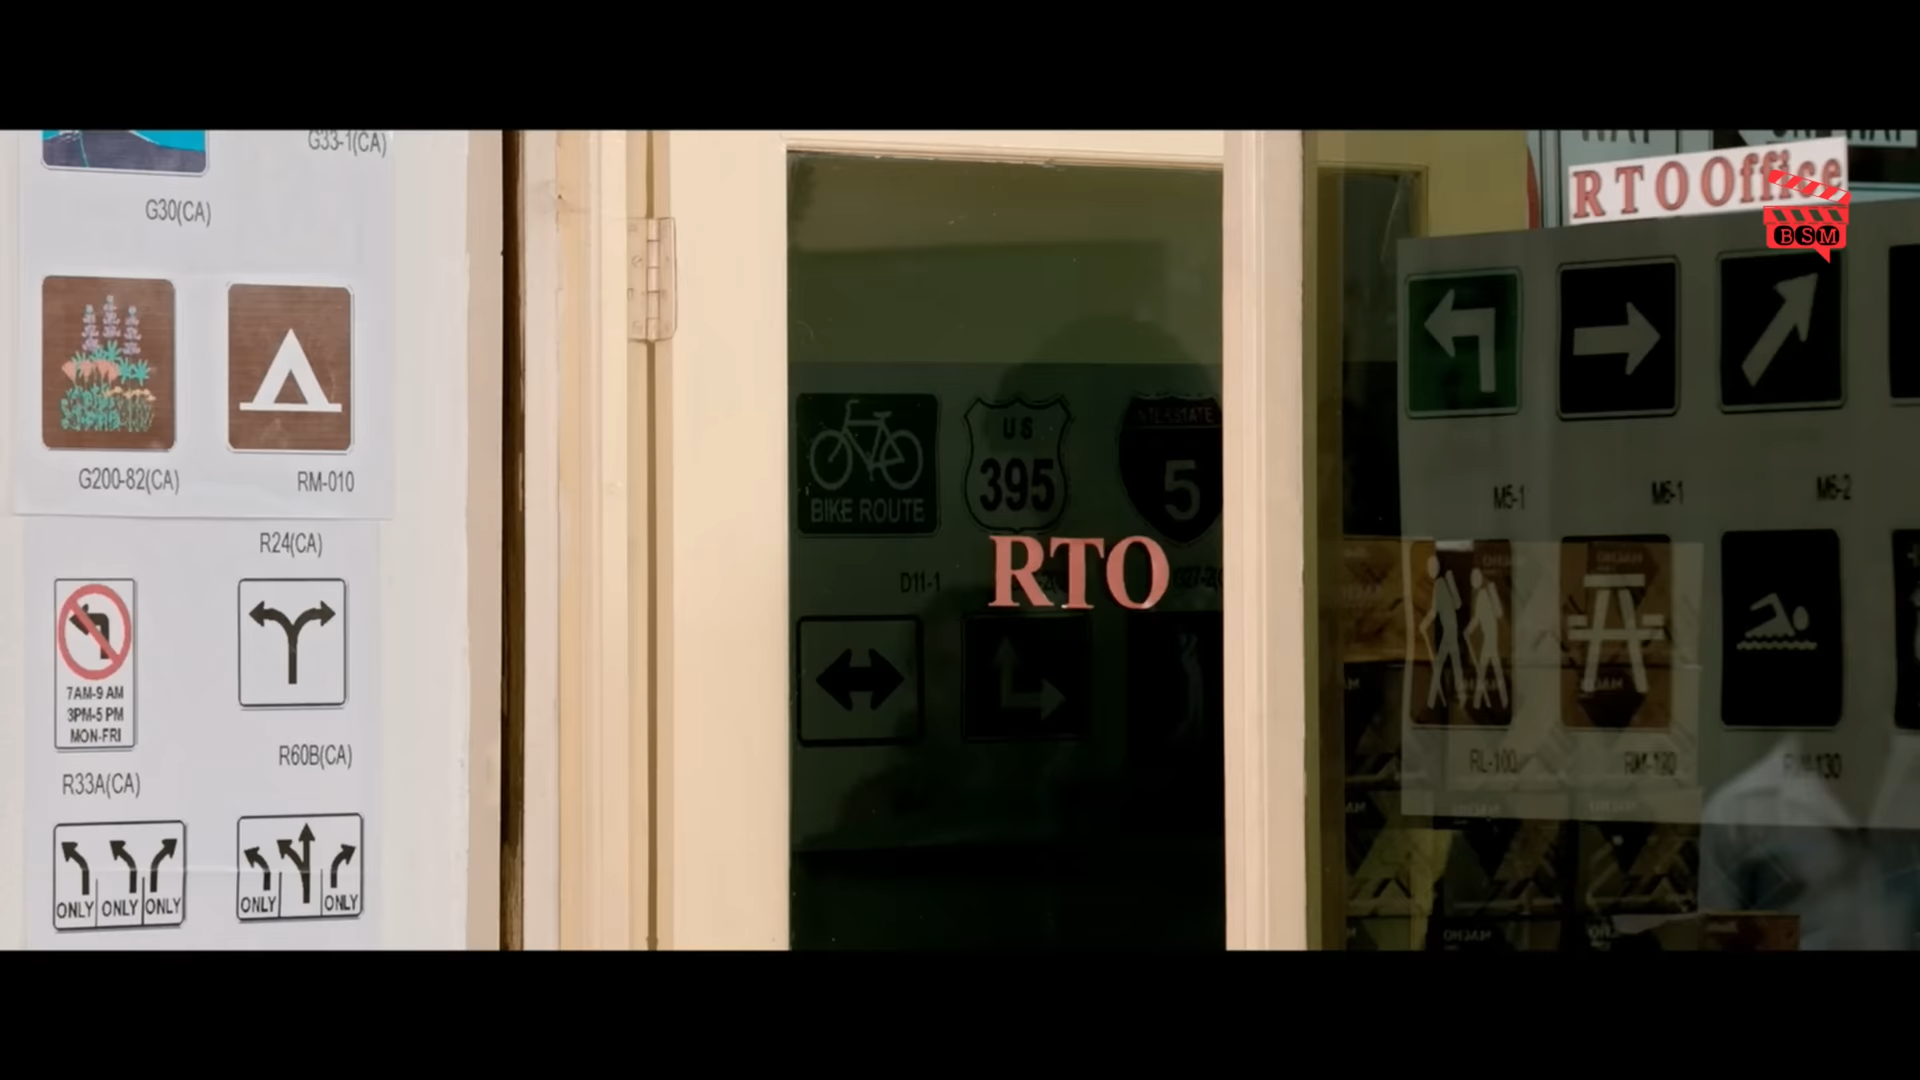 G33-1(CA)
G30(CA)
G200-82(CA)
RM-010
R24(CA)
7AM-9 AM
3PM-5 PM
MON-FRI
R33A(CA)
R60B(CA)
ONLY ONLY ONLY
ONLY ONLY
BIKE ROUTE
US
395
INTERSTATE
5
D11-1
RTO
RTO Office
BSM
M5-1
M6-1
M6-2
RL-100